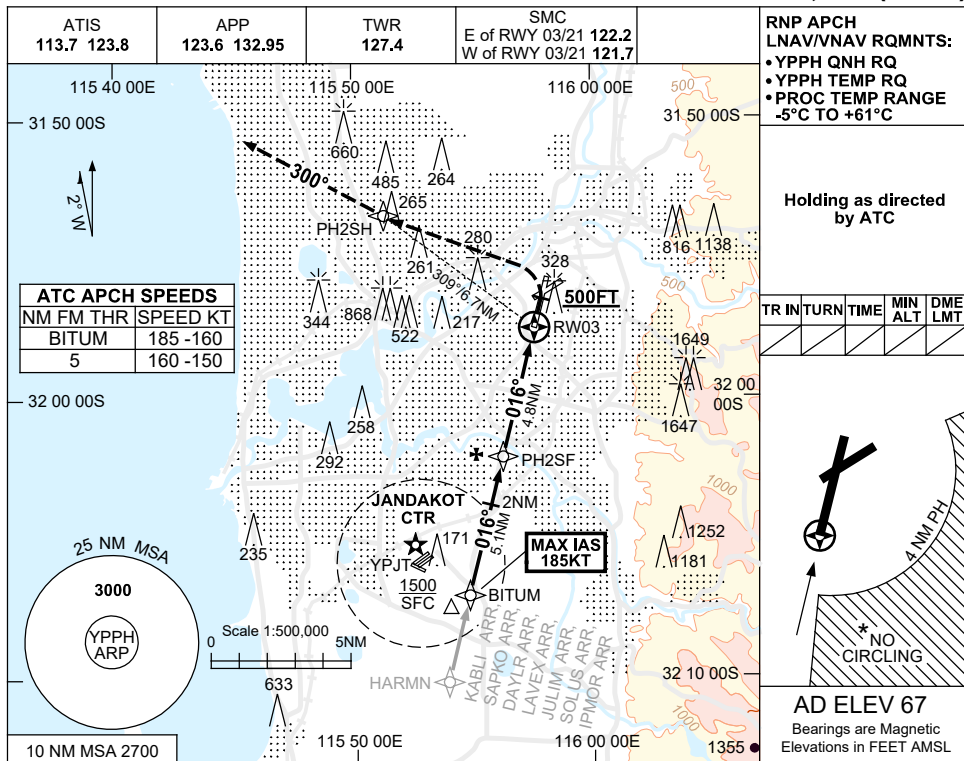 ATIS
113.7 123.8
APP
123.6 132.95
TWR
127.4
SMC
E of RWY 03/21 122.2
W of RWY 03/21 121.7
RNP APCH
LNAV/VNAV RQMNTS:
•YPPH QNH RQ
•YPPH TEMP RQ
•PROC TEMP RANGE
-5°C TO +61°C
Holding as directed
by ATC
TR IN
TURN
TIME
MIN
ALT
DME
LMT
4 NM PH
*NO
CIRCLING
AD ELEV 67
Bearings are Magnetic
Elevations in FEET AMSL
115 40 00E
115 50 00E
116 00 00E
31 50 00S
31 50 00S
2° W
660
485
264
265
300°
PH2SH
261
280
328
309°/6.7NM
500FT
RW03
344
868
522
217
816
1138
500
500
ATC APCH SPEEDS
NM FM THR
SPEED KT
BITUM
185 -160
5
160 -150
1649
1647
32 00 00S
32 00
00S
016°
4.8NM
258
292
PH2SF
2NM
016°
5.1NM
JANDAKOT
CTR
171
YPJT
1500
SFC
MAX IAS
185KT
BITUM
1000
1252
1181
235
25 NM MSA
3000
YPPH
ARP
Scale 1:500,000
0
5NM
HARMN
KABLI ARR,
SAPKO ARR,
DAYLR ARR,
LAVEX ARR,
JULIM ARR,
SOLUS ARR,
IPMOR ARR
633
32 10 00S
1000
1355
115 50 00E
116 00 00E
10 NM MSA 2700